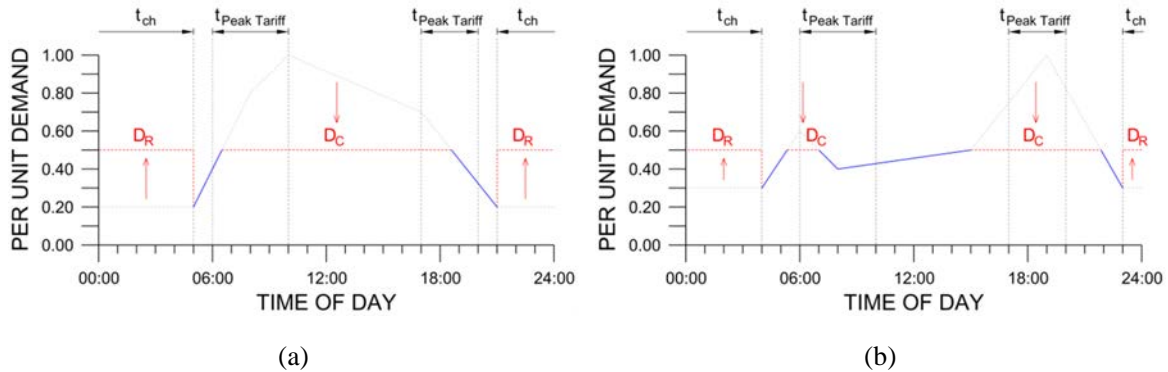 t_ch t_Peak Tariff t_Peak Tariff t_ch
PER UNIT DEMAND
1.00
0.80
0.60
0.40
0.20
0.00
D_R D_C D_R
00:00 06:00 12:00 18:00 24:00
TIME OF DAY
(a)
t_ch t_Peak Tariff t_Peak Tariff t_ch
PER UNIT DEMAND
1.00
0.80
0.60
0.40
0.20
0.00
D_R D_C D_C D_R
00:00 06:00 12:00 18:00 24:00
TIME OF DAY
(b)